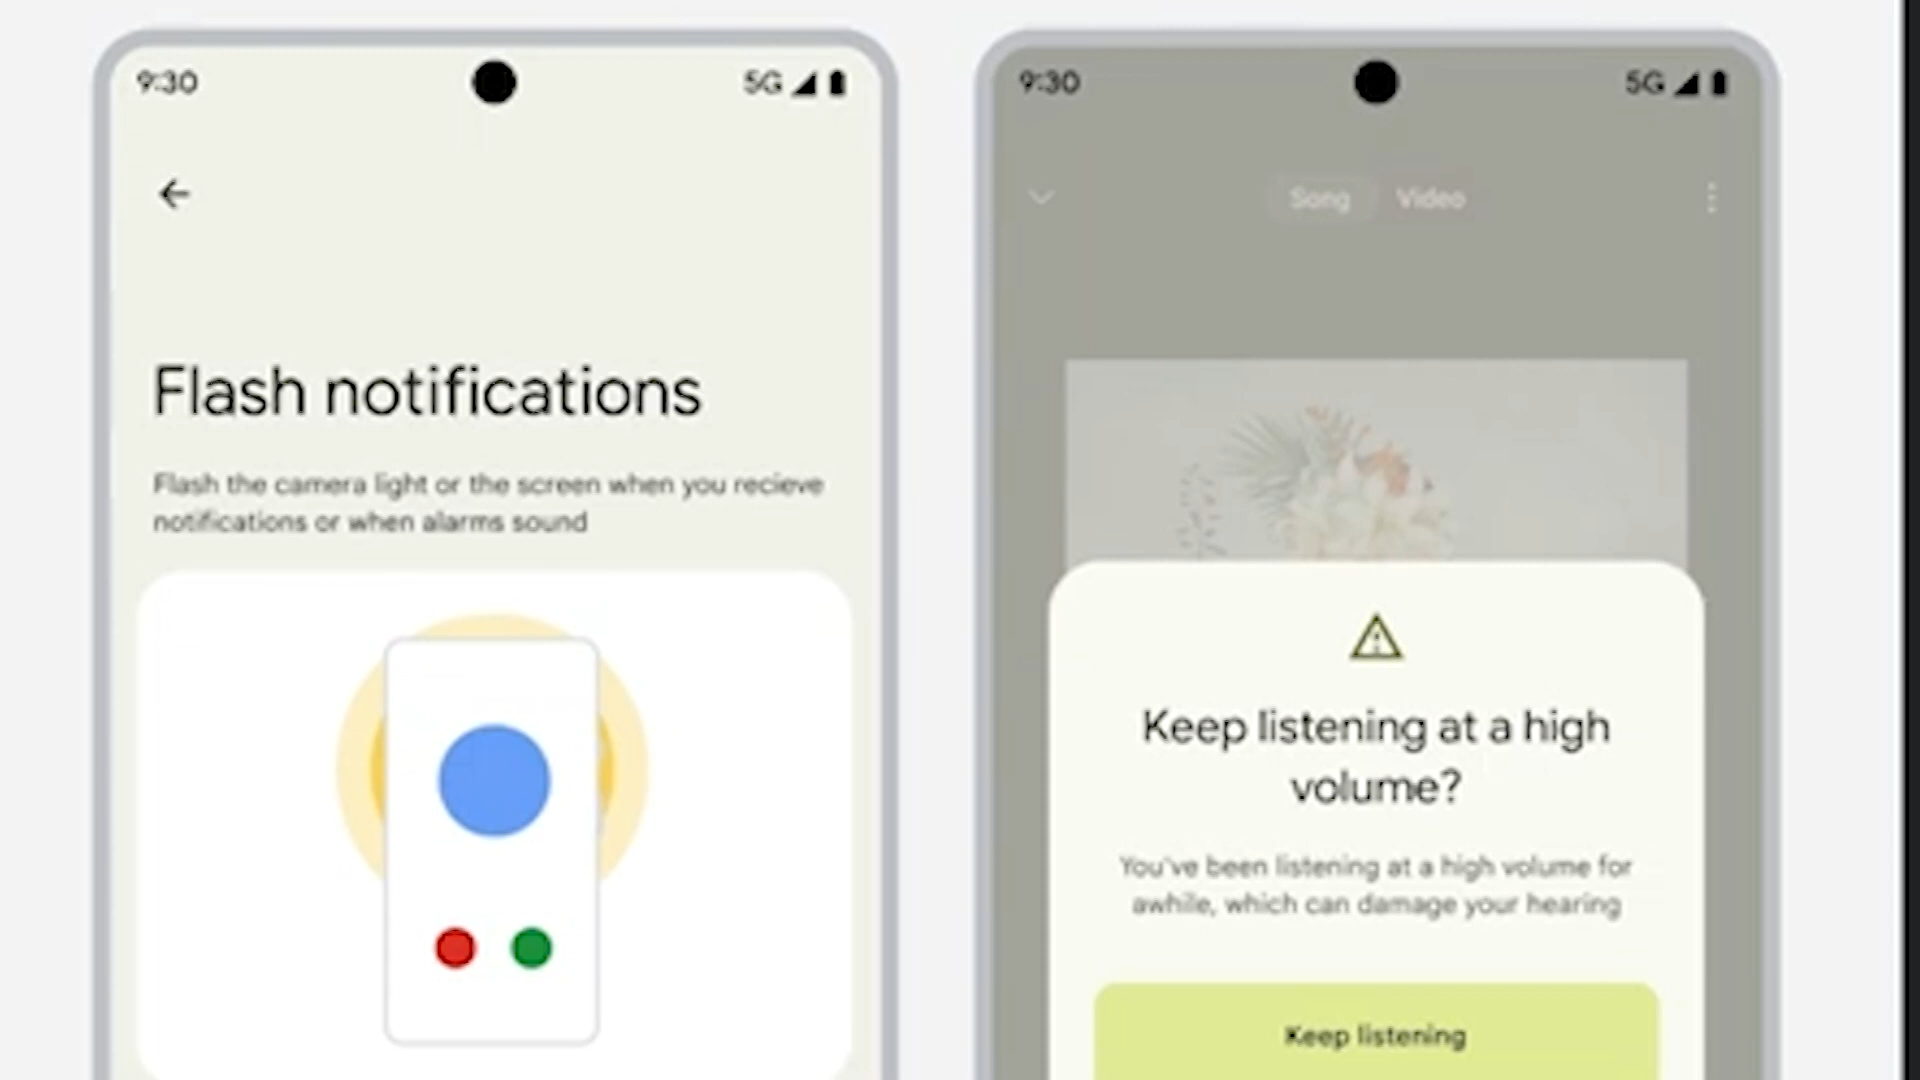 9:30
5G
Flash notifications
Flash the camera light or the screen when you recieve
notifications or when alarms sound
9:30
5G
Song
Video
Keep listening at a high
volume?
You've been listening at a high volume for
awhile, which can damage your hearing
Keep listening